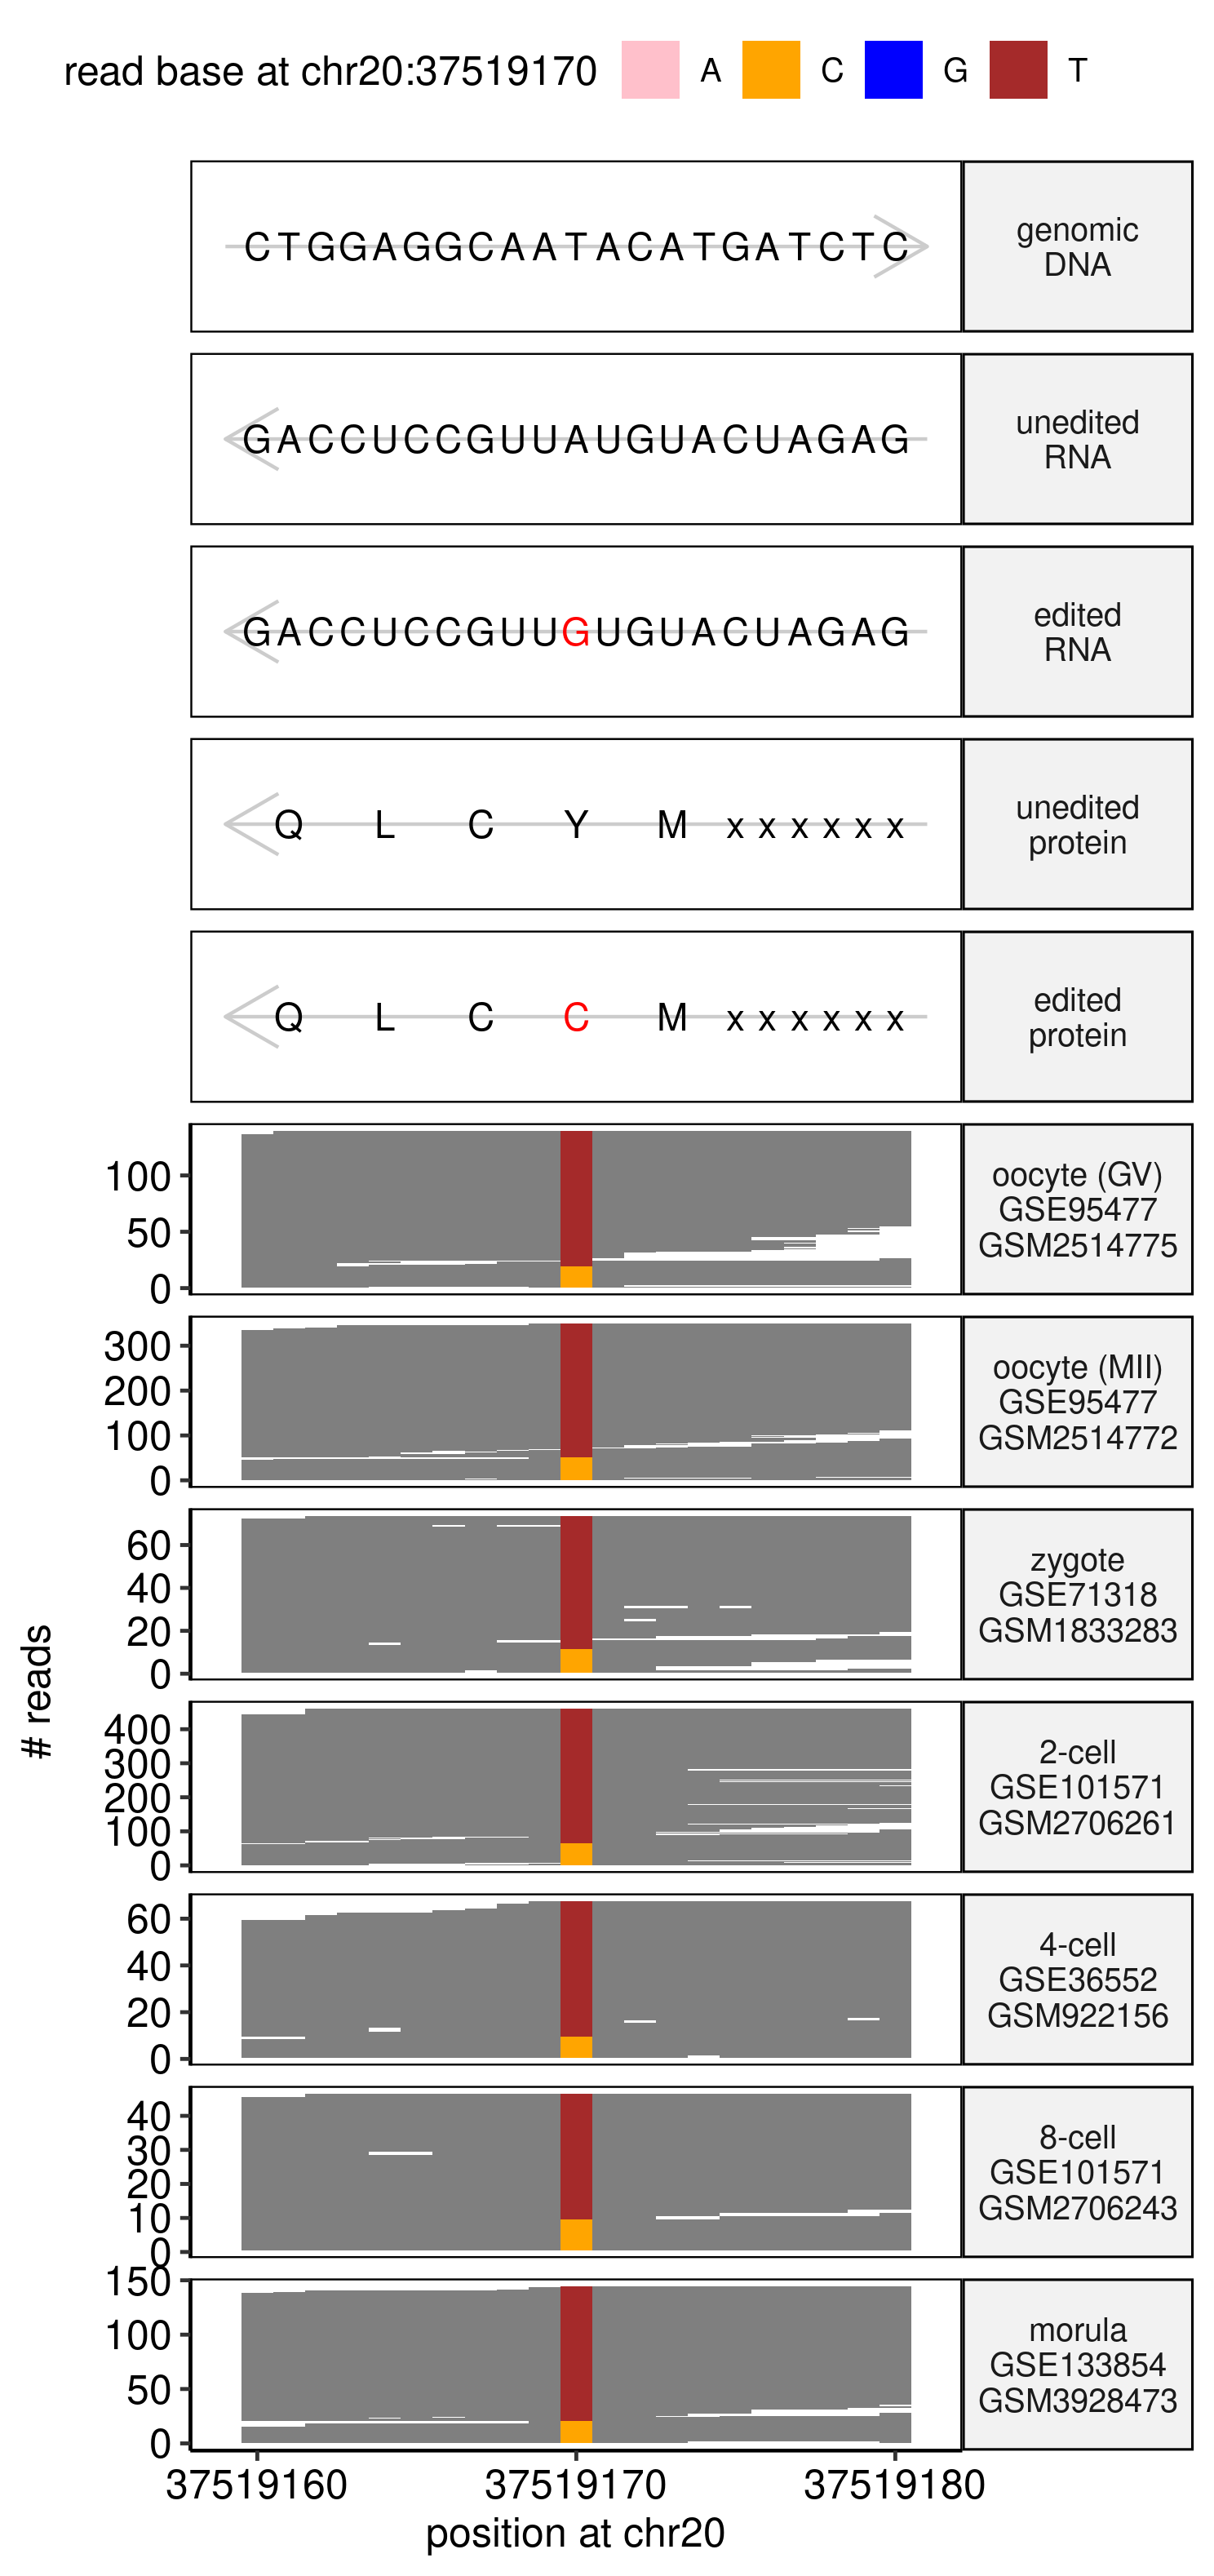 read base at chr20:37519170 A C G T
CTGGAGGCAATACATGATCTC
genomic
DNA
GACCUCCGUUAUGUACUAGAG
unedited
RNA
GACCUCCGUUGUGUACUAGAG
edited
RNA
Q L C Y M x x x x x x
unedited
protein
Q L C C M x x x x x x
edited
protein
100
50
0
oocyte (GV)
GSE95477
GSM2514775
300
200
100
0
oocyte (MII)
GSE95477
GSM2514772
60
40
20
0
zygote
GSE71318
GSM1833283
400
300
200
100
0
2-cell
GSE101571
GSM2706261
60
40
20
0
4-cell
GSE36552
GSM922156
40
30
20
10
0
8-cell
GSE101571
GSM2706243
150
100
50
0
morula
GSE133854
GSM3928473
# reads
37519160 37519170 37519180
position at chr20